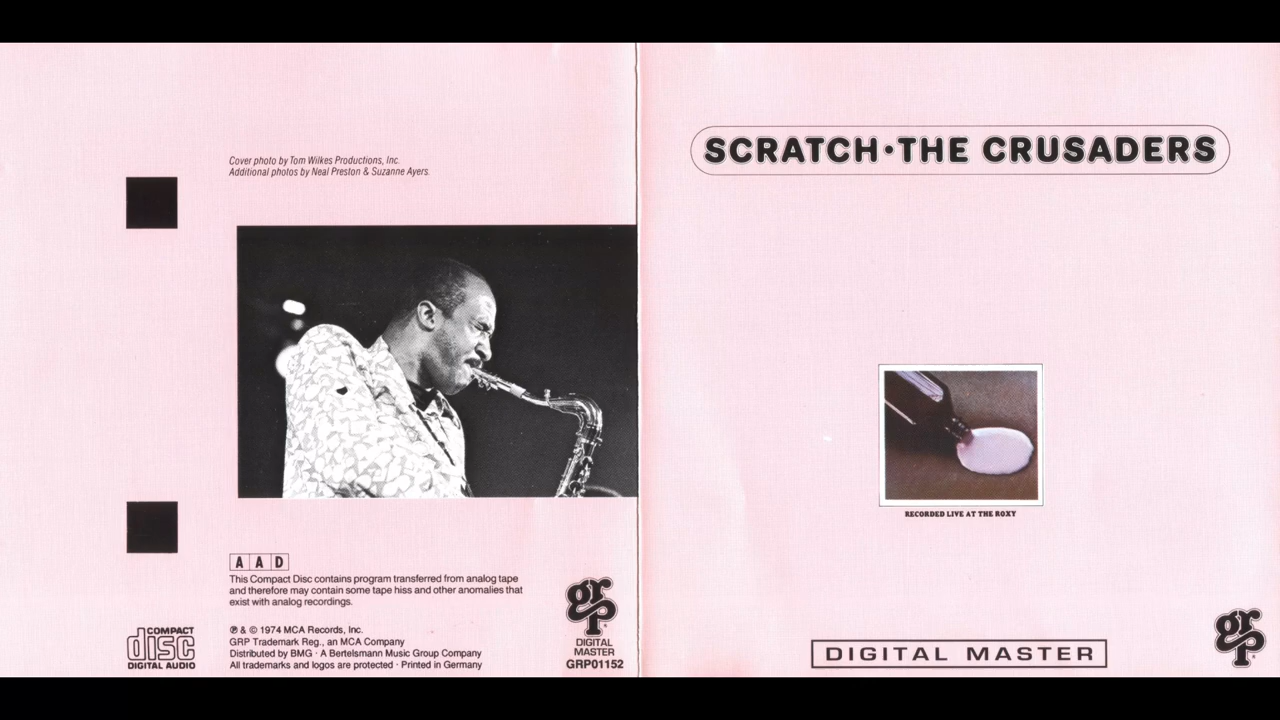 Cover photo by Tom Wilkes Productions, Inc.
Additional photos by Neal Preston & Suzanne Ayers.
A A D
This Compact Disc contains program transferred from analog tape
and therefore may contain some tape hiss and other anomalies that
exist with analog recordings.
COMPACT
disc
DIGITAL AUDIO
℗ & © 1974 MCA Records, Inc.
GRP Trademark Reg., an MCA Company
Distributed by BMG · A Bertelsmann Music Group Company
All trademarks and logos are protected · Printed in Germany
grp
DIGITAL
MASTER
GRP01152
SCRATCH•THE CRUSADERS
RECORDED LIVE AT THE ROXY
DIGITAL MASTER
grp